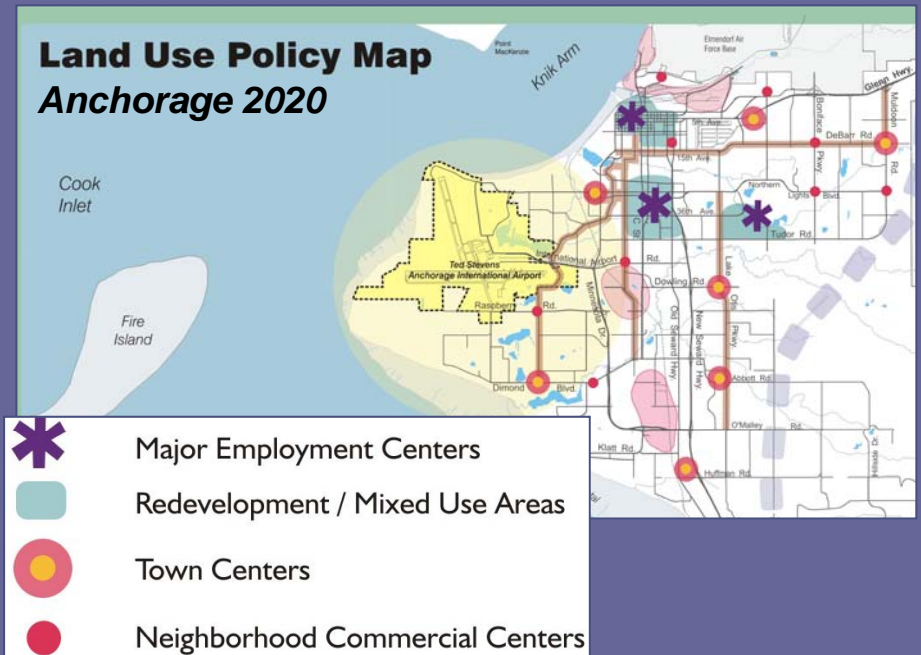 Land Use Policy Map
Anchorage 2020
Point
MacKenzie
Knik Arm
Elmendorf Air
Force Base
Glenn Hwy.
Muldoon
Rd.
Boniface
Pkwy.
5th Ave.
DeBarr Rd.
15th Ave.
Cook
Inlet
Northern
Lights Blvd.
36th Ave.
C St.
Tudor Rd.
Ted Stevens
Anchorage International Airport
International Airport Rd.
Raspberry Rd.
Minnesota Dr.
Dowling Rd.
Lake
Otis
Pkwy.
Old Seward Hwy.
New Seward Hwy.
Fire
Island
Dimond Blvd.
Abbott Rd.
O'Malley Rd.
Klatt Rd.
Hillside Dr.
Huffman Rd.
Major Employment Centers
Redevelopment / Mixed Use Areas
Town Centers
Neighborhood Commercial Centers